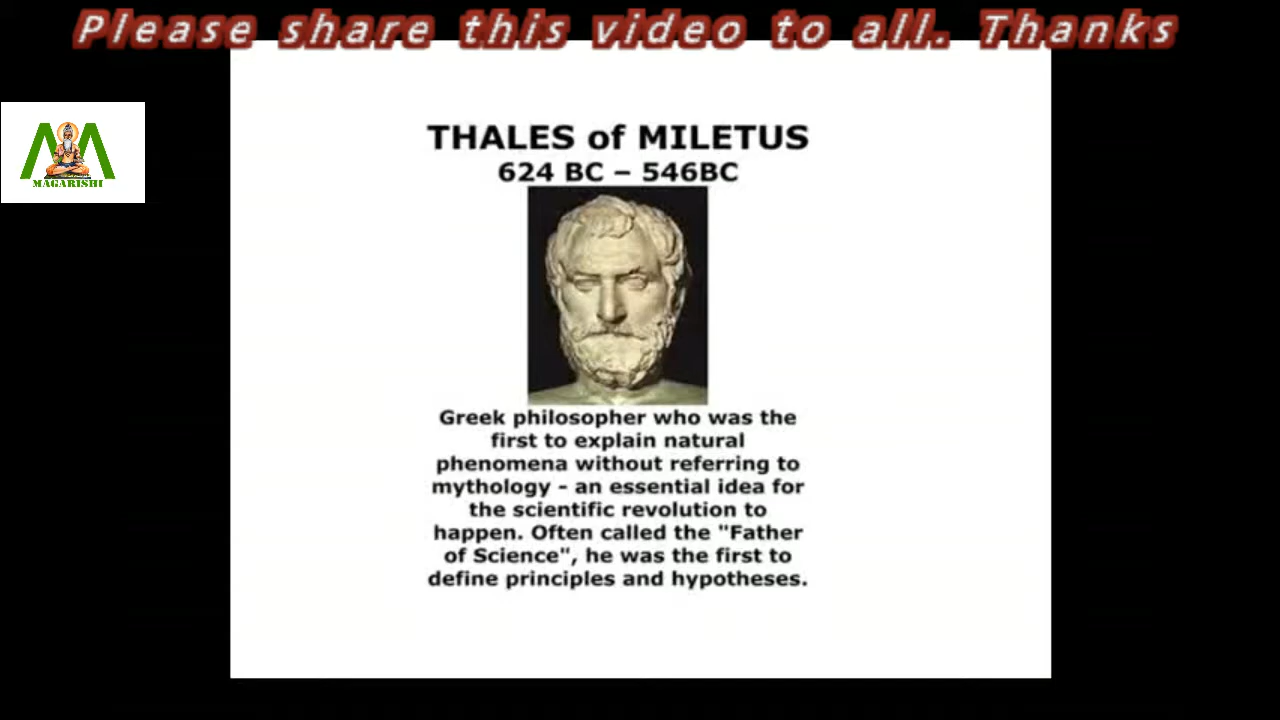 Please share this video to all. Thanks
MAGARISHI
THALES of MILETUS
624 BC – 546BC
Greek philosopher who was the
first to explain natural
phenomena without referring to
mythology - an essential idea for
the scientific revolution to
happen. Often called the "Father
of Science", he was the first to
define principles and hypotheses.